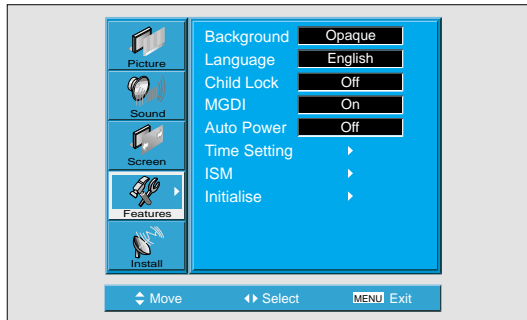 Picture
Sound
Screen
Features
Install
Background Opaque
Language English
Child Lock Off
MGDI On
Auto Power Off
Time Setting
ISM
Initialise
Move Select MENU Exit